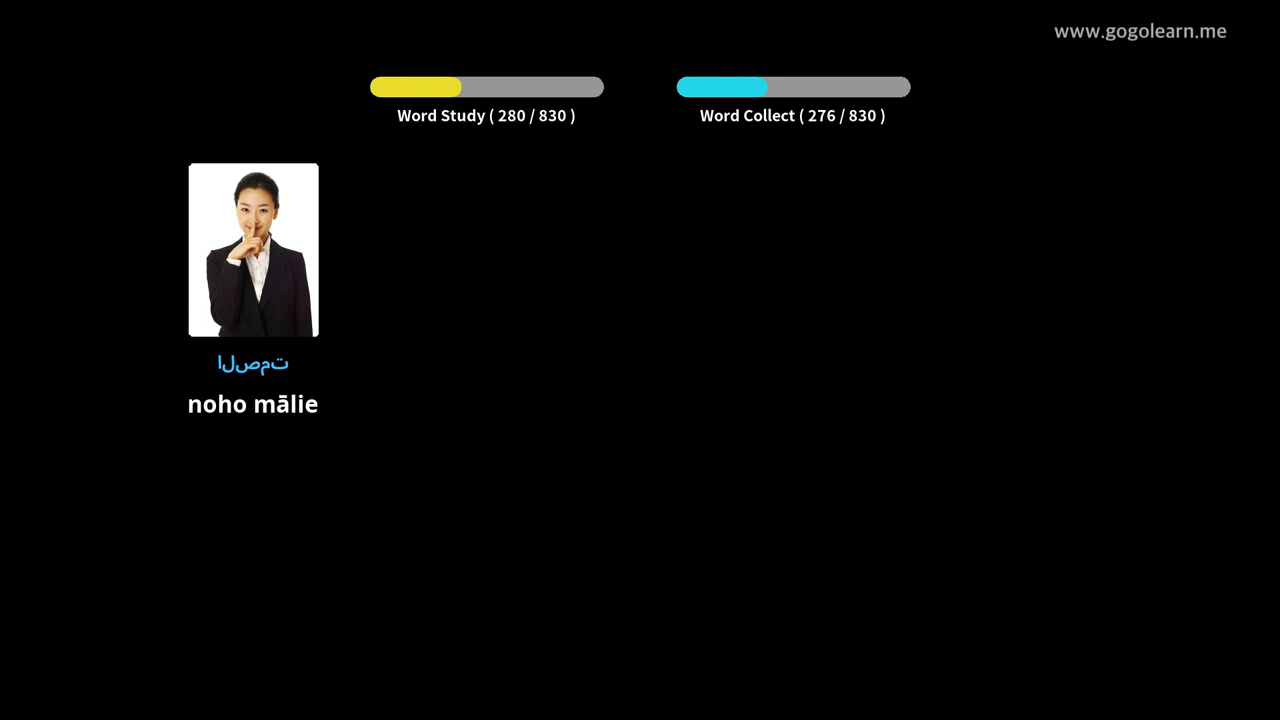 www.gogolearn.me
Word Study ( 280 / 830 )
Word Collect ( 276 / 830 )
الصمت
noho mālie